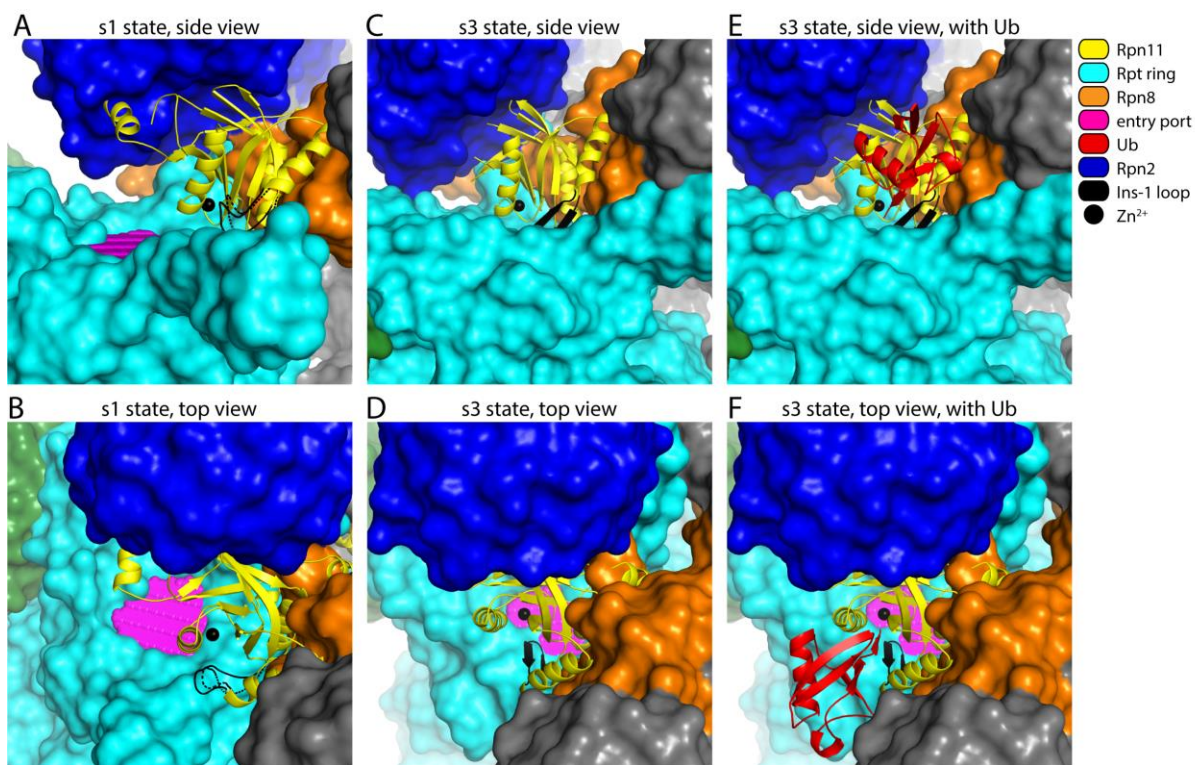 A
s1 state, side view
C
s3 state, side view
E
s3 state, side view, with Ub
Rpn11
Rpt ring
Rpn8
entry port
Ub
Rpn2
Ins-1 loop
Zn²⁺
B
s1 state, top view
D
s3 state, top view
F
s3 state, top view, with Ub